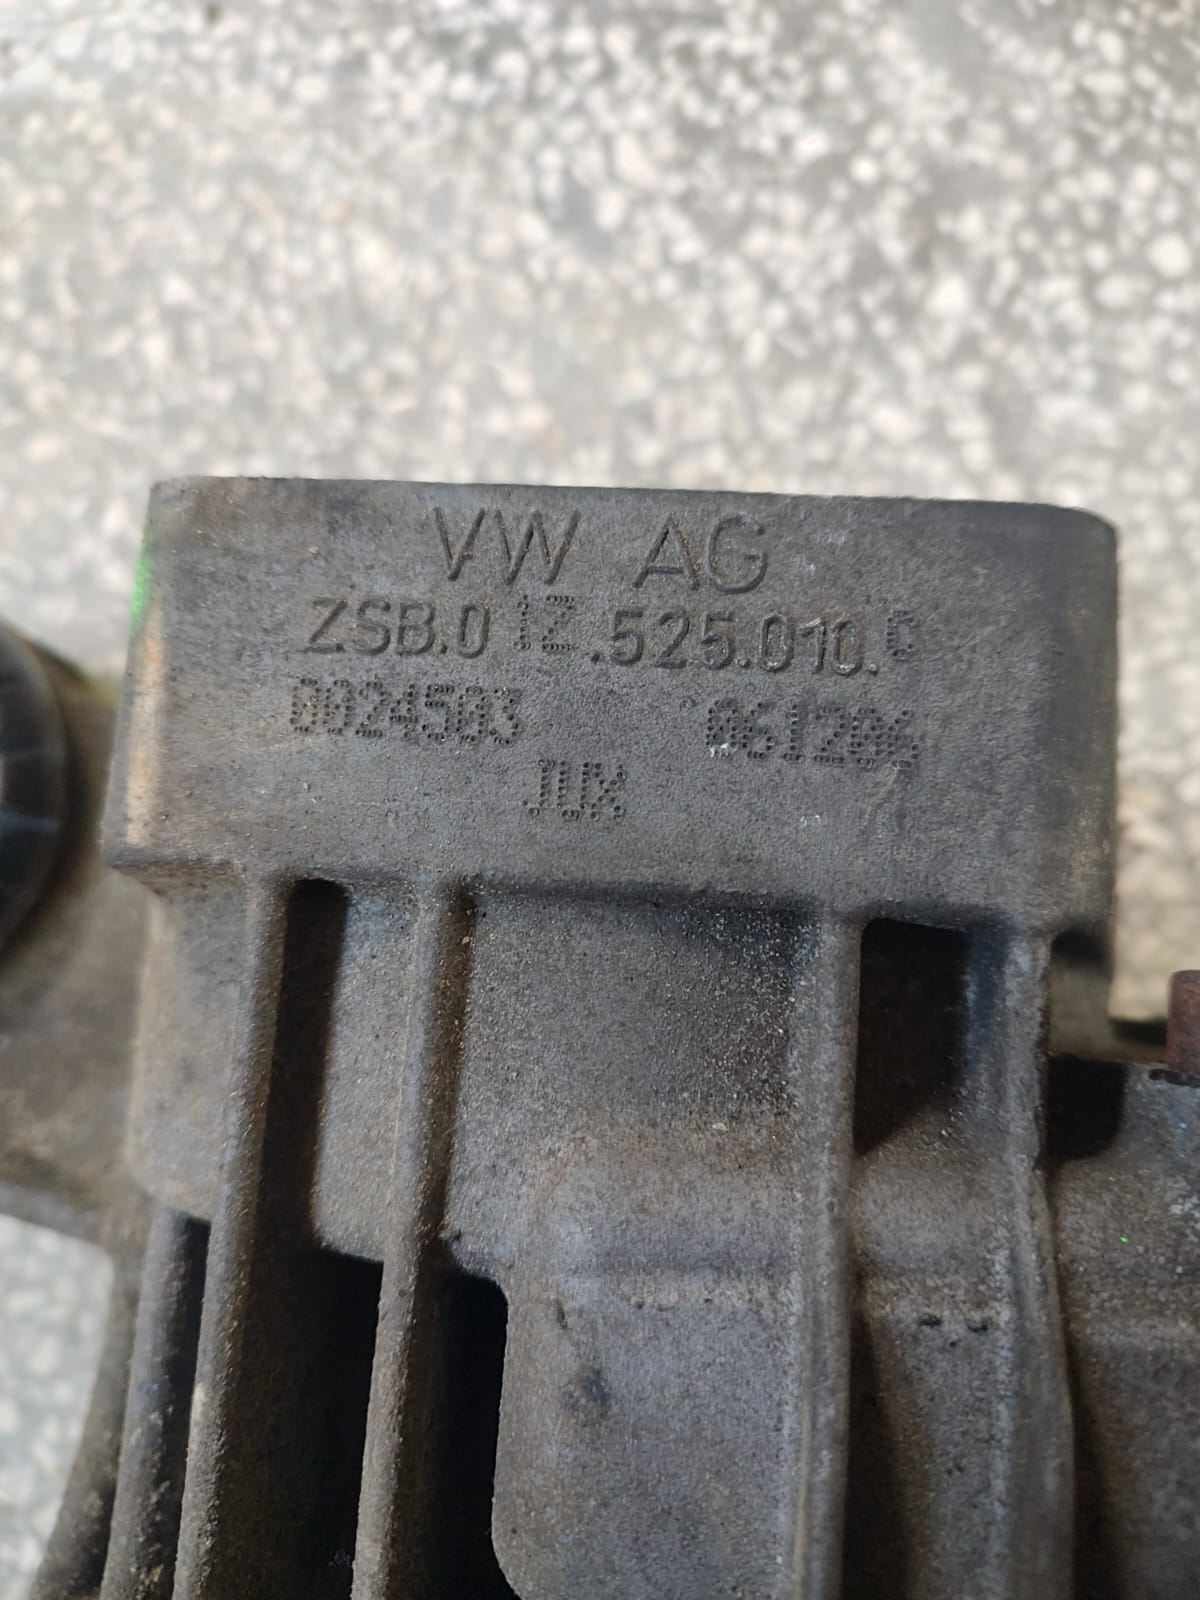 VW AG
ZSB.0 1Z .525.010.C
0024503 061206
JUX